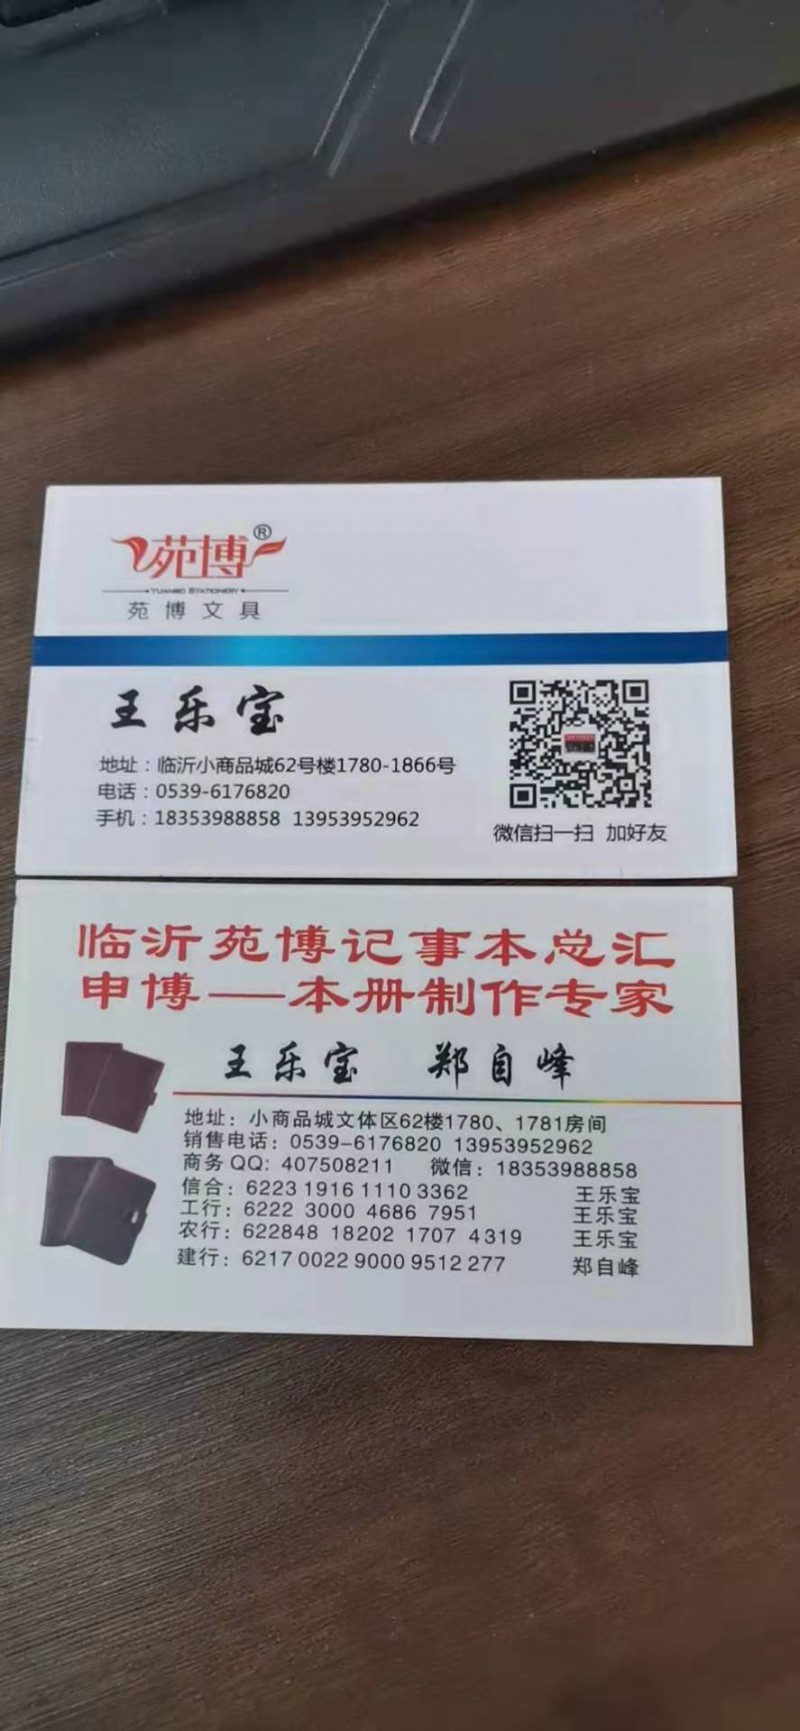 苑博®
YUANBO STATIONERY
苑博文具
王乐宝
地址：临沂小商品城62号楼1780-1866号
电话：0539-6176820
手机：18353988858 13953952962
微信扫一扫 加好友
临沂苑博记事本总汇
申博——本册制作专家
王乐宝 郑自峰
地址：小商品城文体区62楼1780、1781房间
销售电话：0539-6176820 13953952962
商务QQ: 407508211 微信：18353988858
信合：6223 1916 1110 3362 王乐宝
工行：6222 3000 4686 7951 王乐宝
农行：622848 18202 1707 4319 王乐宝
建行：6217 0022 9000 9512 277 郑自峰